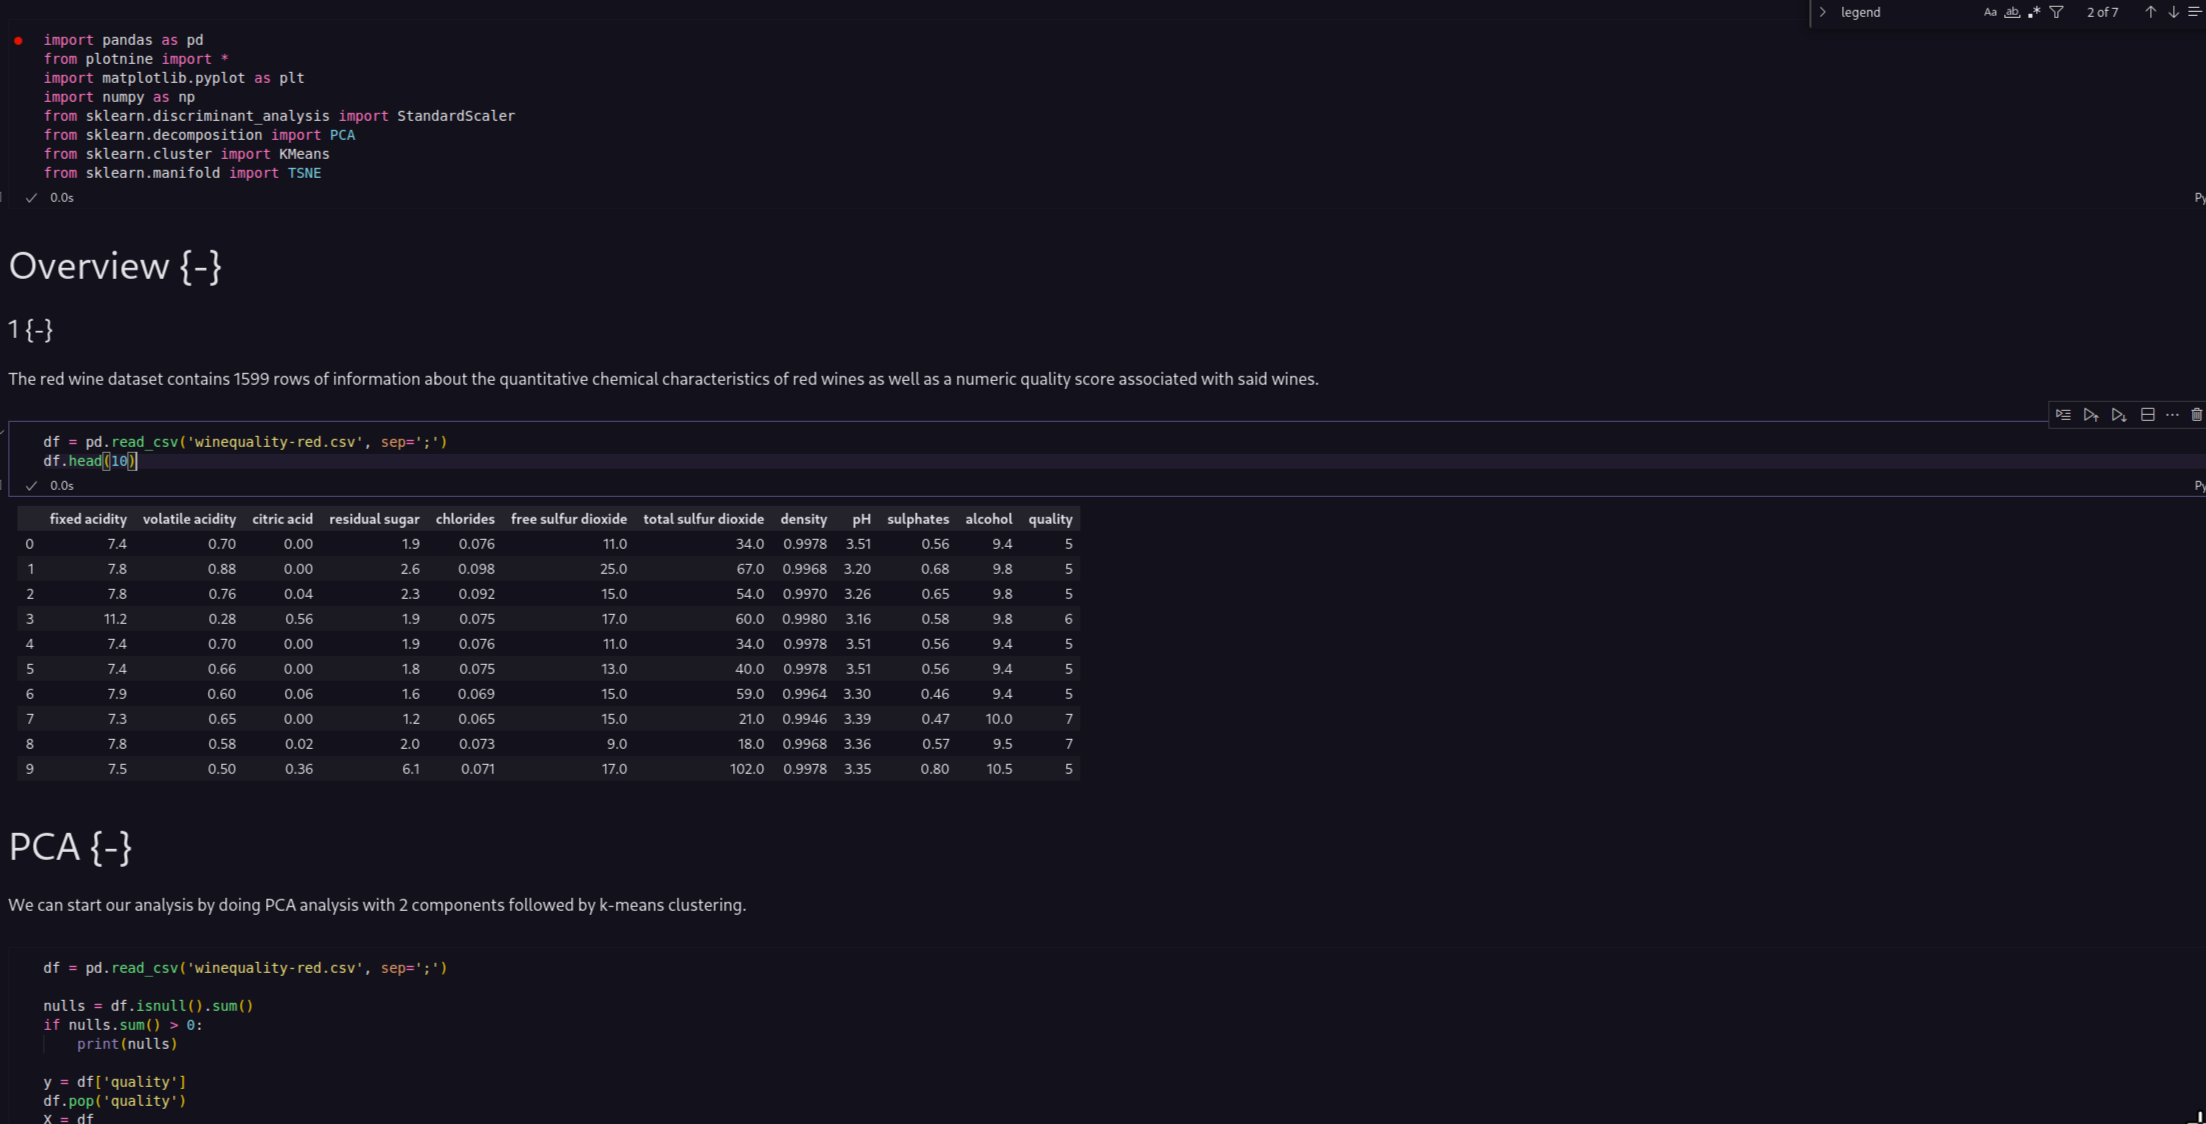 legend Aa ab .* 2 of 7
import pandas as pd
from plotnine import *
import matplotlib.pyplot as plt
import numpy as np
from sklearn.discriminant_analysis import StandardScaler
from sklearn.decomposition import PCA
from sklearn.cluster import KMeans
from sklearn.manifold import TSNE
0.0s
Py
Overview {-}
1 {-}
The red wine dataset contains 1599 rows of information about the quantitative chemical characteristics of red wines as well as a numeric quality score associated with said wines.
df = pd.read_csv('winequality-red.csv', sep=';')
df.head(10)
0.0s
Py
fixed acidity volatile acidity citric acid residual sugar chlorides free sulfur dioxide total sulfur dioxide density pH sulphates alcohol quality
0 7.4 0.70 0.00 1.9 0.076 11.0 34.0 0.9978 3.51 0.56 9.4 5
1 7.8 0.88 0.00 2.6 0.098 25.0 67.0 0.9968 3.20 0.68 9.8 5
2 7.8 0.76 0.04 2.3 0.092 15.0 54.0 0.9970 3.26 0.65 9.8 5
3 11.2 0.28 0.56 1.9 0.075 17.0 60.0 0.9980 3.16 0.58 9.8 6
4 7.4 0.70 0.00 1.9 0.076 11.0 34.0 0.9978 3.51 0.56 9.4 5
5 7.4 0.66 0.00 1.8 0.075 13.0 40.0 0.9978 3.51 0.56 9.4 5
6 7.9 0.60 0.06 1.6 0.069 15.0 59.0 0.9964 3.30 0.46 9.4 5
7 7.3 0.65 0.00 1.2 0.065 15.0 21.0 0.9946 3.39 0.47 10.0 7
8 7.8 0.58 0.02 2.0 0.073 9.0 18.0 0.9968 3.36 0.57 9.5 7
9 7.5 0.50 0.36 6.1 0.071 17.0 102.0 0.9978 3.35 0.80 10.5 5
PCA {-}
We can start our analysis by doing PCA analysis with 2 components followed by k-means clustering.
df = pd.read_csv('winequality-red.csv', sep=';')
nulls = df.isnull().sum()
if nulls.sum() > 0:
    print(nulls)
y = df['quality']
df.pop('quality')
X = df